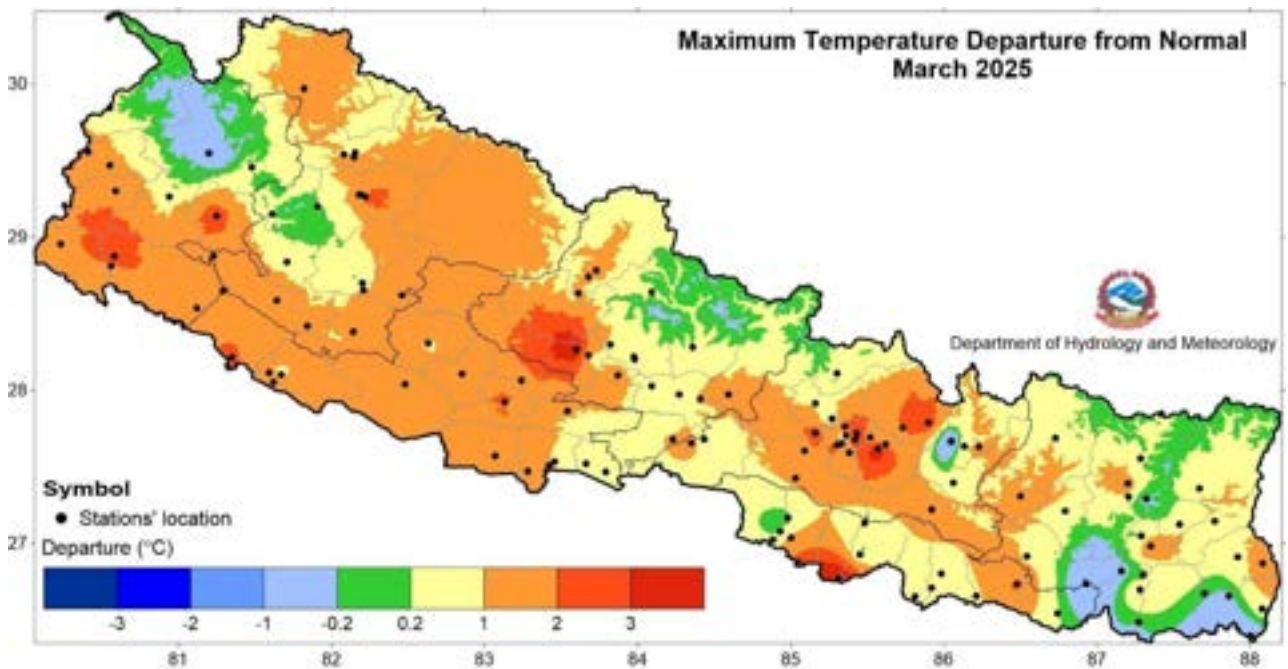 Maximum Temperature Departure from Normal
March 2025
30
29
Department of Hydrology and Meteorology
28
27
Symbol
Stations' location
Departure (°C)
-3 -2 -1 -0.2 0.2 1 2 3
81 82 83 84 85 86 87 88